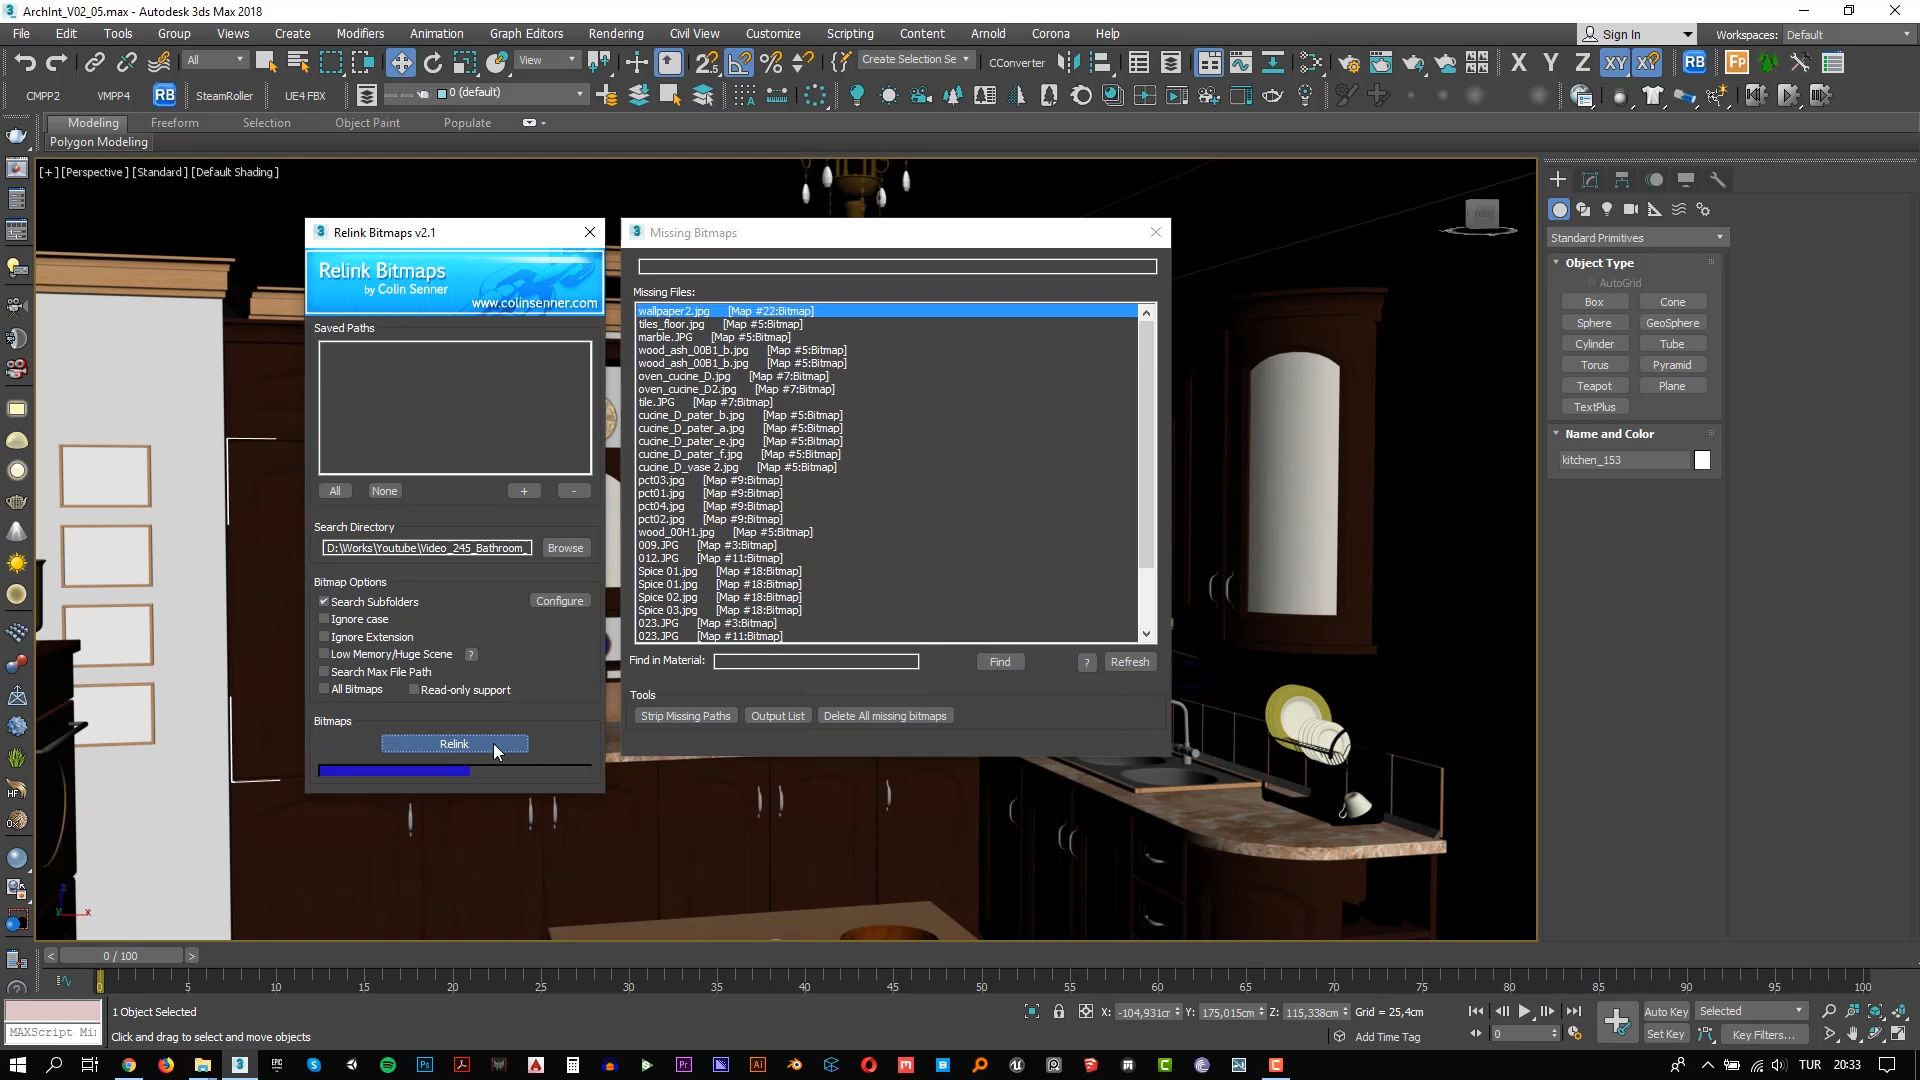 ArchInt_V02_05.max - Autodesk 3ds Max 2018
File Edit Tools Group Views Create Modifiers Animation Graph Editors Rendering Civil View Customize Scripting Content Arnold Corona Help
Sign In Workspaces: Default
All View Create Selection Se CConverter X Y Z XY X? RB Fp
CMPP2 VMPP4 RB SteamRoller UE4 FBX 0 (default)
Modeling Freeform Selection Object Paint Populate
Polygon Modeling
[+] [Perspective ] [Standard ] [Default Shading ]
Relink Bitmaps v2.1
Relink Bitmaps
by Colin Senner
www.colinsenner.com
Saved Paths
All None + -
Search Directory
D:\Works\Youtube\Video_245_Bathroom_ Browse
Bitmap Options
Search Subfolders Configure
Ignore case
Ignore Extension
Low Memory/Huge Scene ?
Search Max File Path
All Bitmaps Read-only support
Bitmaps
Relink
Missing Bitmaps
Missing Files:
wallpaper2.jpg [Map #22:Bitmap]
tiles_floor.jpg [Map #5:Bitmap]
marble.JPG [Map #5:Bitmap]
wood_ash_00B1_b.jpg [Map #5:Bitmap]
wood_ash_00B1_b.jpg [Map #5:Bitmap]
oven_cucine_D.jpg [Map #7:Bitmap]
oven_cucine_D2.jpg [Map #7:Bitmap]
tile.JPG [Map #7:Bitmap]
cucine_D_pater_b.jpg [Map #5:Bitmap]
cucine_D_pater_a.jpg [Map #5:Bitmap]
cucine_D_pater_e.jpg [Map #5:Bitmap]
cucine_D_pater_f.jpg [Map #5:Bitmap]
cucine_D_vase 2.jpg [Map #5:Bitmap]
pct03.jpg [Map #9:Bitmap]
pct01.jpg [Map #9:Bitmap]
pct04.jpg [Map #9:Bitmap]
pct02.jpg [Map #9:Bitmap]
wood_00H1.jpg [Map #5:Bitmap]
009.JPG [Map #3:Bitmap]
012.JPG [Map #11:Bitmap]
Spice 01.jpg [Map #18:Bitmap]
Spice 01.jpg [Map #18:Bitmap]
Spice 02.jpg [Map #18:Bitmap]
Spice 03.jpg [Map #18:Bitmap]
023.JPG [Map #3:Bitmap]
023.JPG [Map #11:Bitmap]
Find in Material: Find ? Refresh
Tools
Strip Missing Paths Output List Delete All missing bitmaps
FRONT
Standard Primitives
Object Type
AutoGrid
Box Cone
Sphere GeoSphere
Cylinder Tube
Torus Pyramid
Teapot Plane
TextPlus
Name and Color
kitchen_153
z
y x
< 0 / 100 >
0 5 10 15 20 25 30 35 40 45 50 55 60 65 70 75 80 85 90 95 100
1 Object Selected
X: -104,931cr Y: 175,015cm Z: 115,338cm Grid = 25,4cm
Auto Key Selected
MAXScript Mi
Click and drag to select and move objects
Add Time Tag
0
Set Key Key Filters...
TUR 20:33